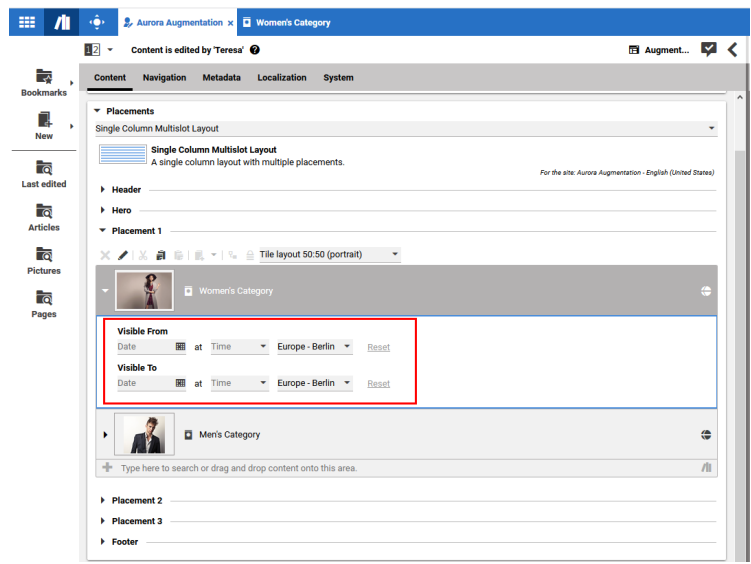 Aurora Augmentation ×
Women's Category
12
Content is edited by 'Teresa' ?
Augment...
Content Navigation Metadata Localization System
Bookmarks
New
Last edited
Articles
Pictures
Pages
Placements
Single Column Multislot Layout
Single Column Multislot Layout
A single column layout with multiple placements.
For the site: Aurora Augmentation - English (United States)
Header
Hero
Placement 1
Tile layout 50:50 (portrait)
Women's Category
Visible From
Date at Time Europe - Berlin Reset
Visible To
Date at Time Europe - Berlin Reset
Men's Category
Type here to search or drag and drop content onto this area.
Placement 2
Placement 3
Footer